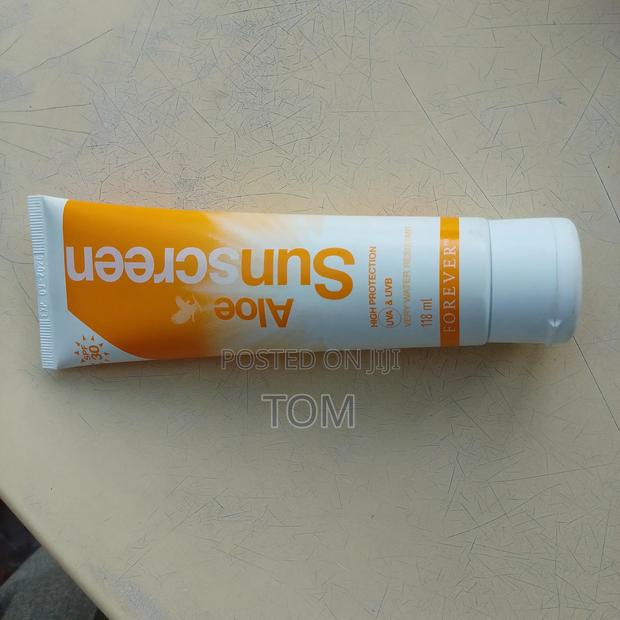 Aloe
Sunscreen
SPF
30
HIGH PROTECTION
UVA & UVB
VERY WATER RESISTANT
118 ml
FOREVER
POSTED ON JIJI
TOM